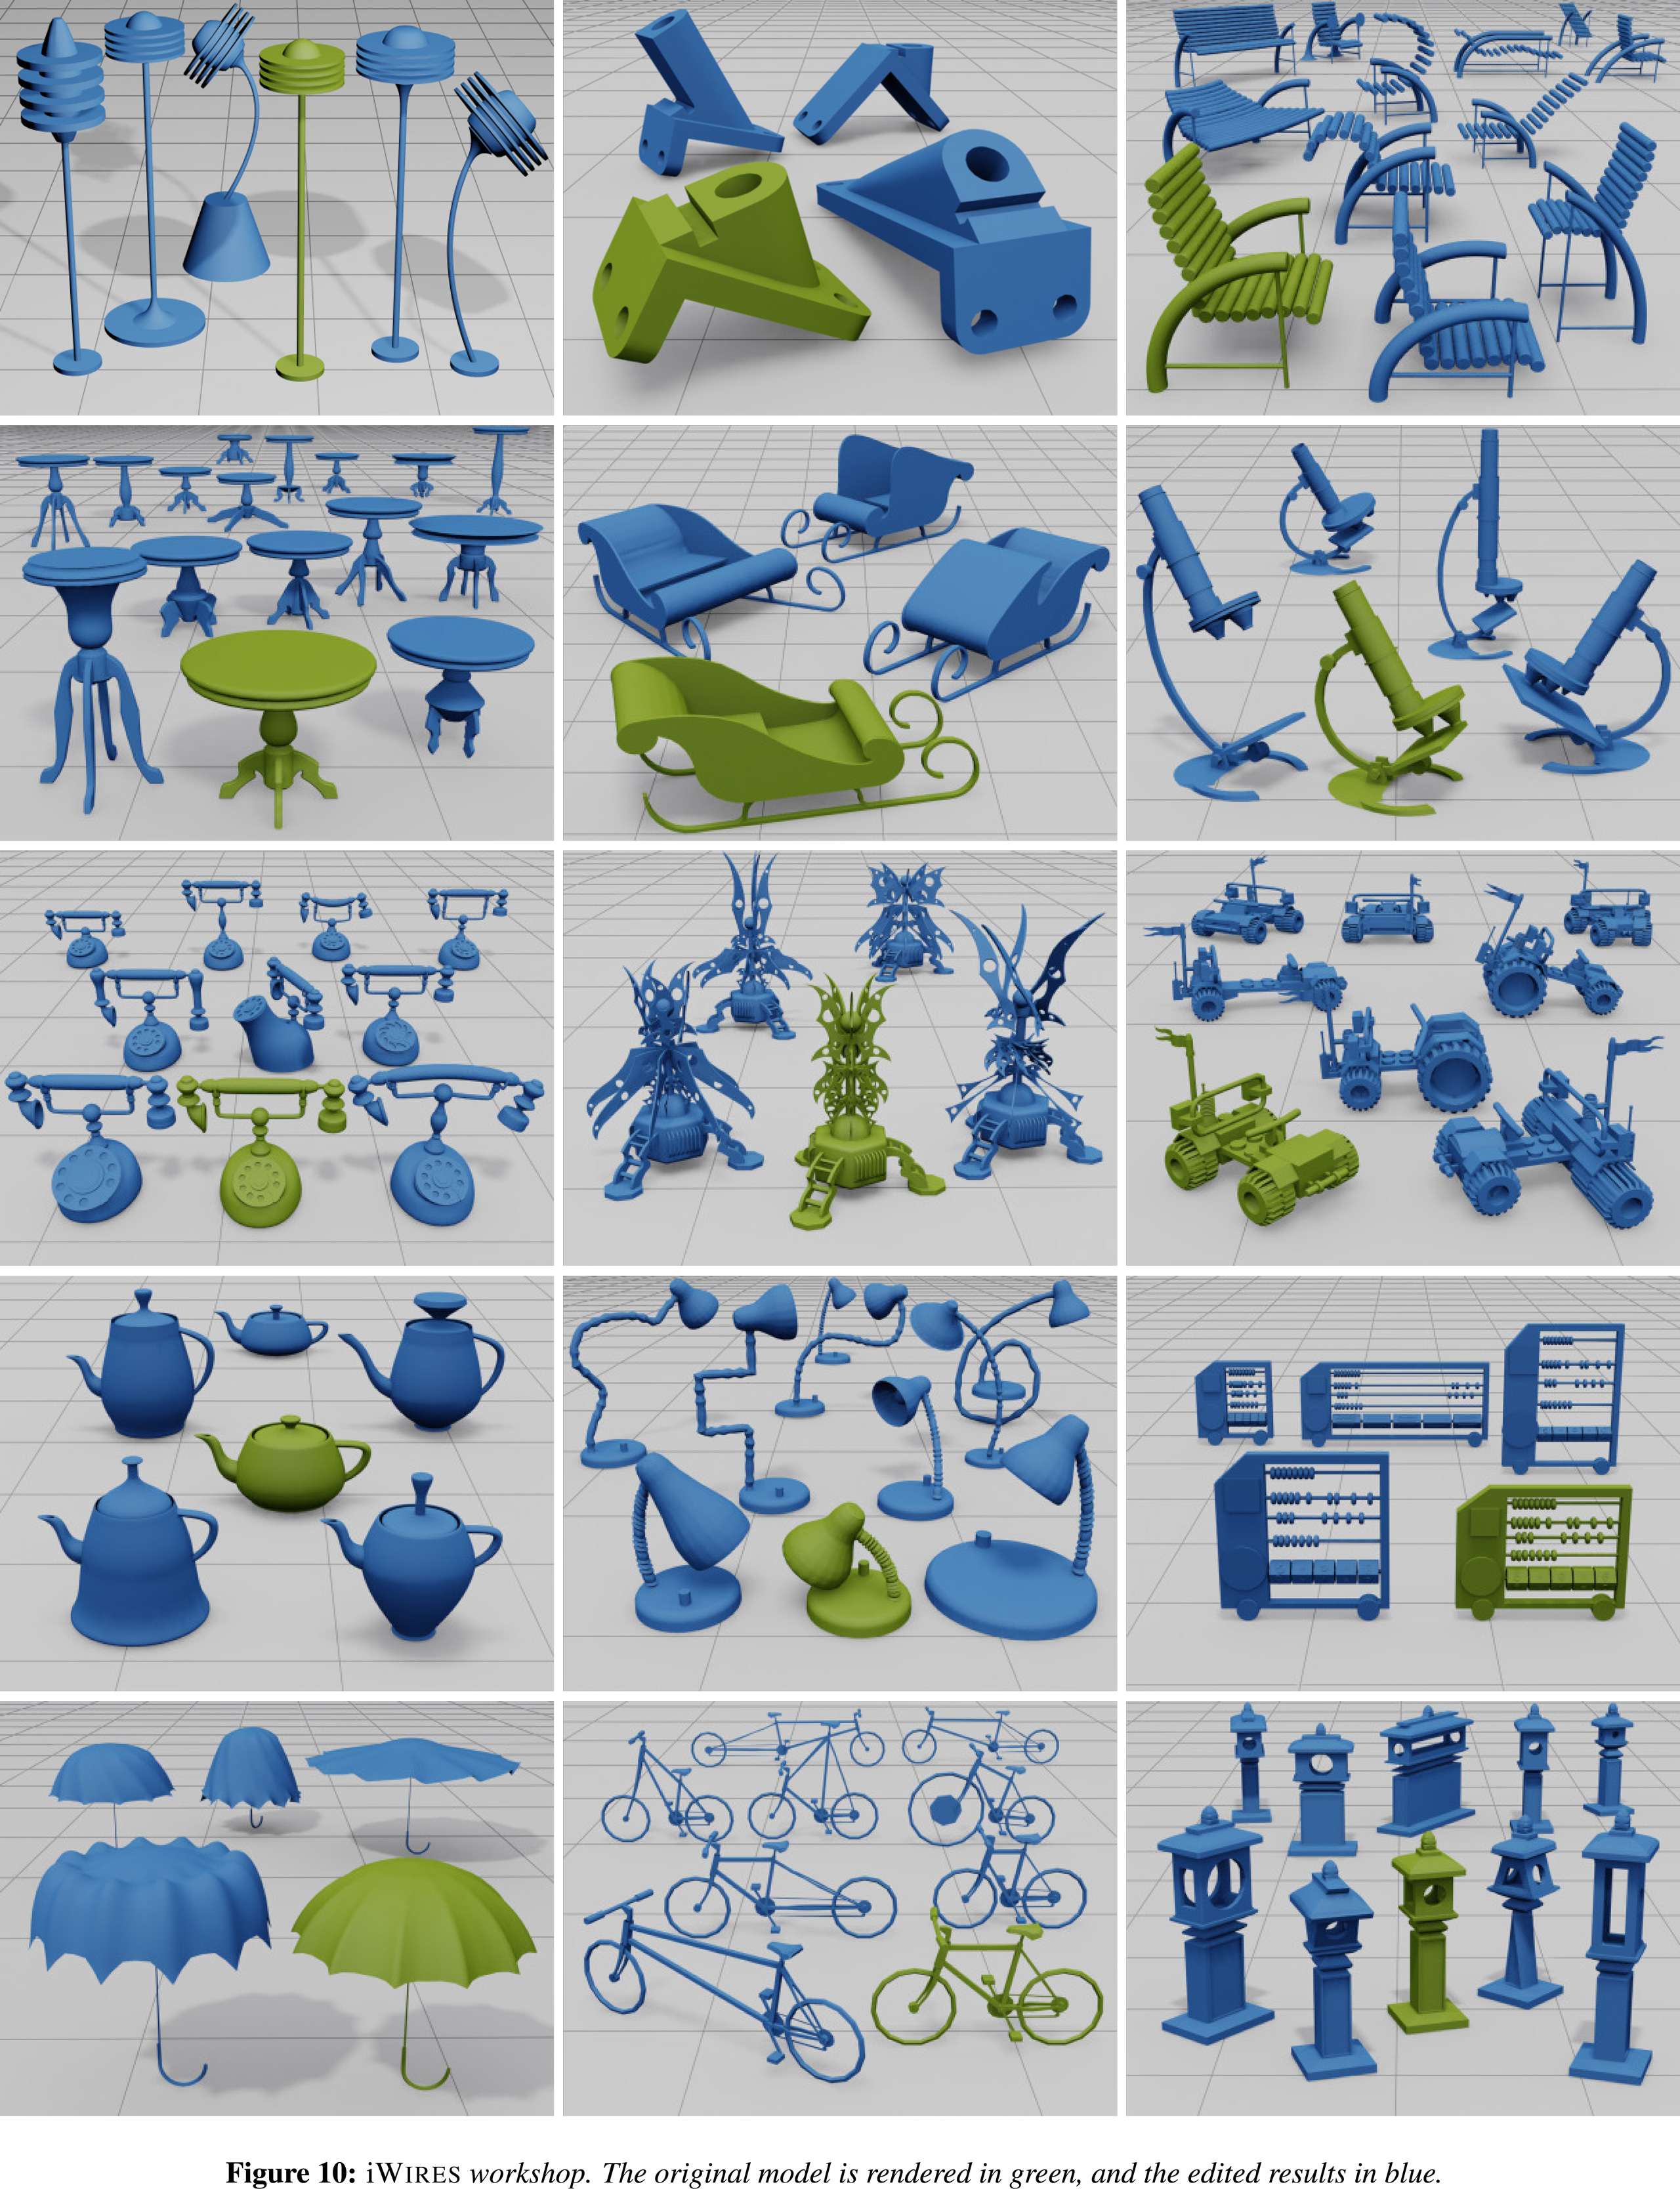 Figure 10: iWIRES workshop. The original model is rendered in green, and the edited results in blue.